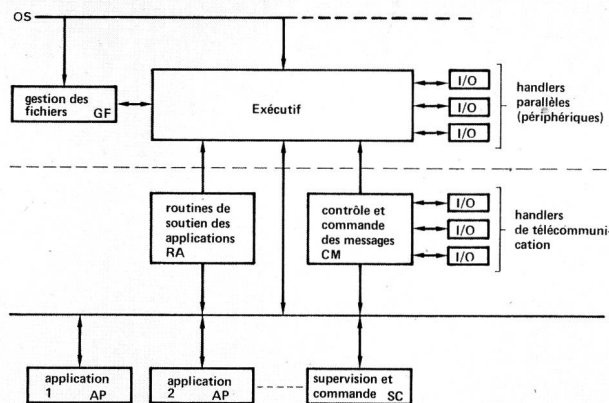 OS
gestion des
fichiers GF
Exécutif
I/O
I/O
I/O
handlers
parallèles
(périphériques)
routines de
soutien des
applications
RA
contrôle et
commande
des messages
CM
I/O
I/O
I/O
handlers
de télécommuni-
cation
application
1 AP
application
2 AP
supervision et
commande SC